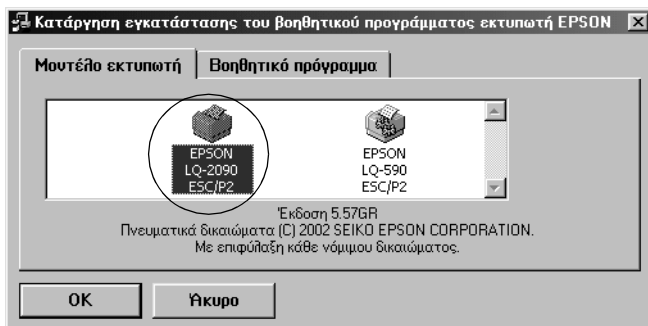 Κατάργηση εγκατάστασης του βοηθητικού προγράμματος εκτυπωτή EPSON
Μοντέλο εκτυπωτή Βοηθητικό πρόγραμμα
EPSON LQ-2090 ESC/P2
EPSON LQ-590 ESC/P2
Έκδοση 5.57GR
Πνευματικά δικαιώματα (C) 2002 SEIKO EPSON CORPORATION.
Με επιφύλαξη κάθε νόμιμου δικαιώματος.
OK Άκυρο